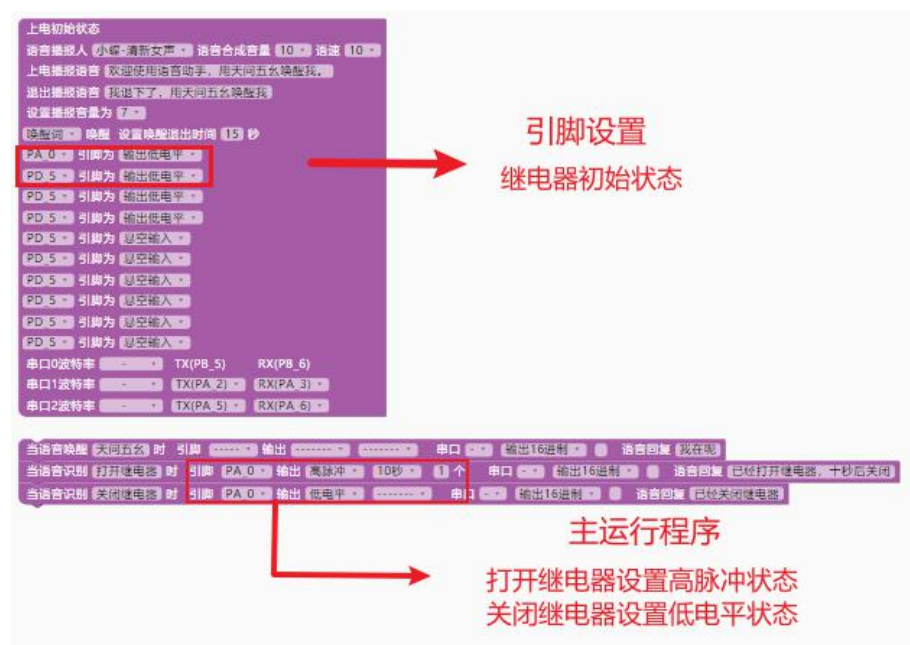 上电初始状态
语音播报人 小蝶-清新女声 语音合成音量 10 语速 10
上电播报语音 欢迎使用语音助手，用天问五幺唤醒我。
退出播报语音 我退下了，用天问五幺唤醒我
设置播报音量为 7
唤醒词 唤醒 设置唤醒退出时间 15 秒
PA_0 引脚为 输出低电平
PD_5 引脚为 输出低电平
PD_5 引脚为 输出低电平
PD_5 引脚为 输出低电平
PD_5 引脚为 悬空输入
PD_5 引脚为 悬空输入
PD_5 引脚为 悬空输入
PD_5 引脚为 悬空输入
PD_5 引脚为 悬空输入
PD_5 引脚为 悬空输入
串口0波特率 - TX(PB_5) RX(PB_6)
串口1波特率 - TX(PA_2) RX(PA_3)
串口2波特率 - TX(PA_5) RX(PA_6)
引脚设置
继电器初始状态
当语音唤醒 天问五幺 时 引脚 ----- 输出 ------- ------- 串口 -- 输出16进制 语音回复 我在呢
当语音识别 打开继电器 时 引脚 PA_0 输出 高脉冲 10秒 1 个 串口 -- 输出16进制 语音回复 已经打开继电器，十秒后关闭
当语音识别 关闭继电器 时 引脚 PA_0 输出 低电平 ------- 串口 -- 输出16进制 语音回复 已经关闭继电器
主运行程序
打开继电器设置高脉冲状态
关闭继电器设置低电平状态